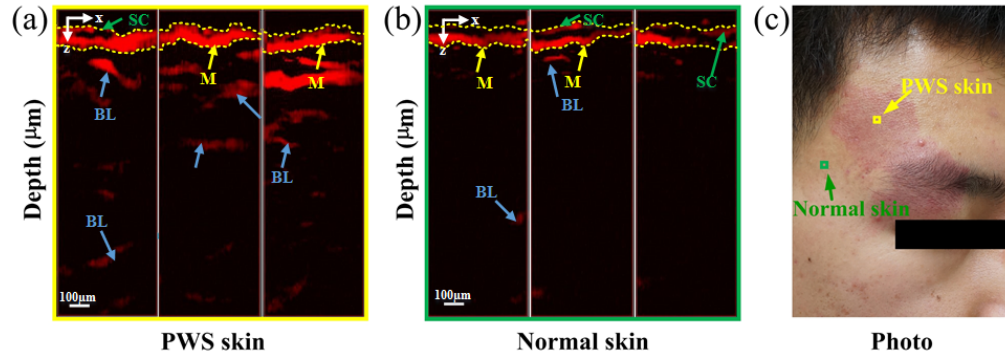 (a)
x
z
SC
M
M
BL
BL
BL
Depth (μm)
100μm
PWS skin
(b)
x
z
SC
M
M
BL
SC
BL
Depth (μm)
100μm
Normal skin
(c)
PWS skin
Normal skin
Photo